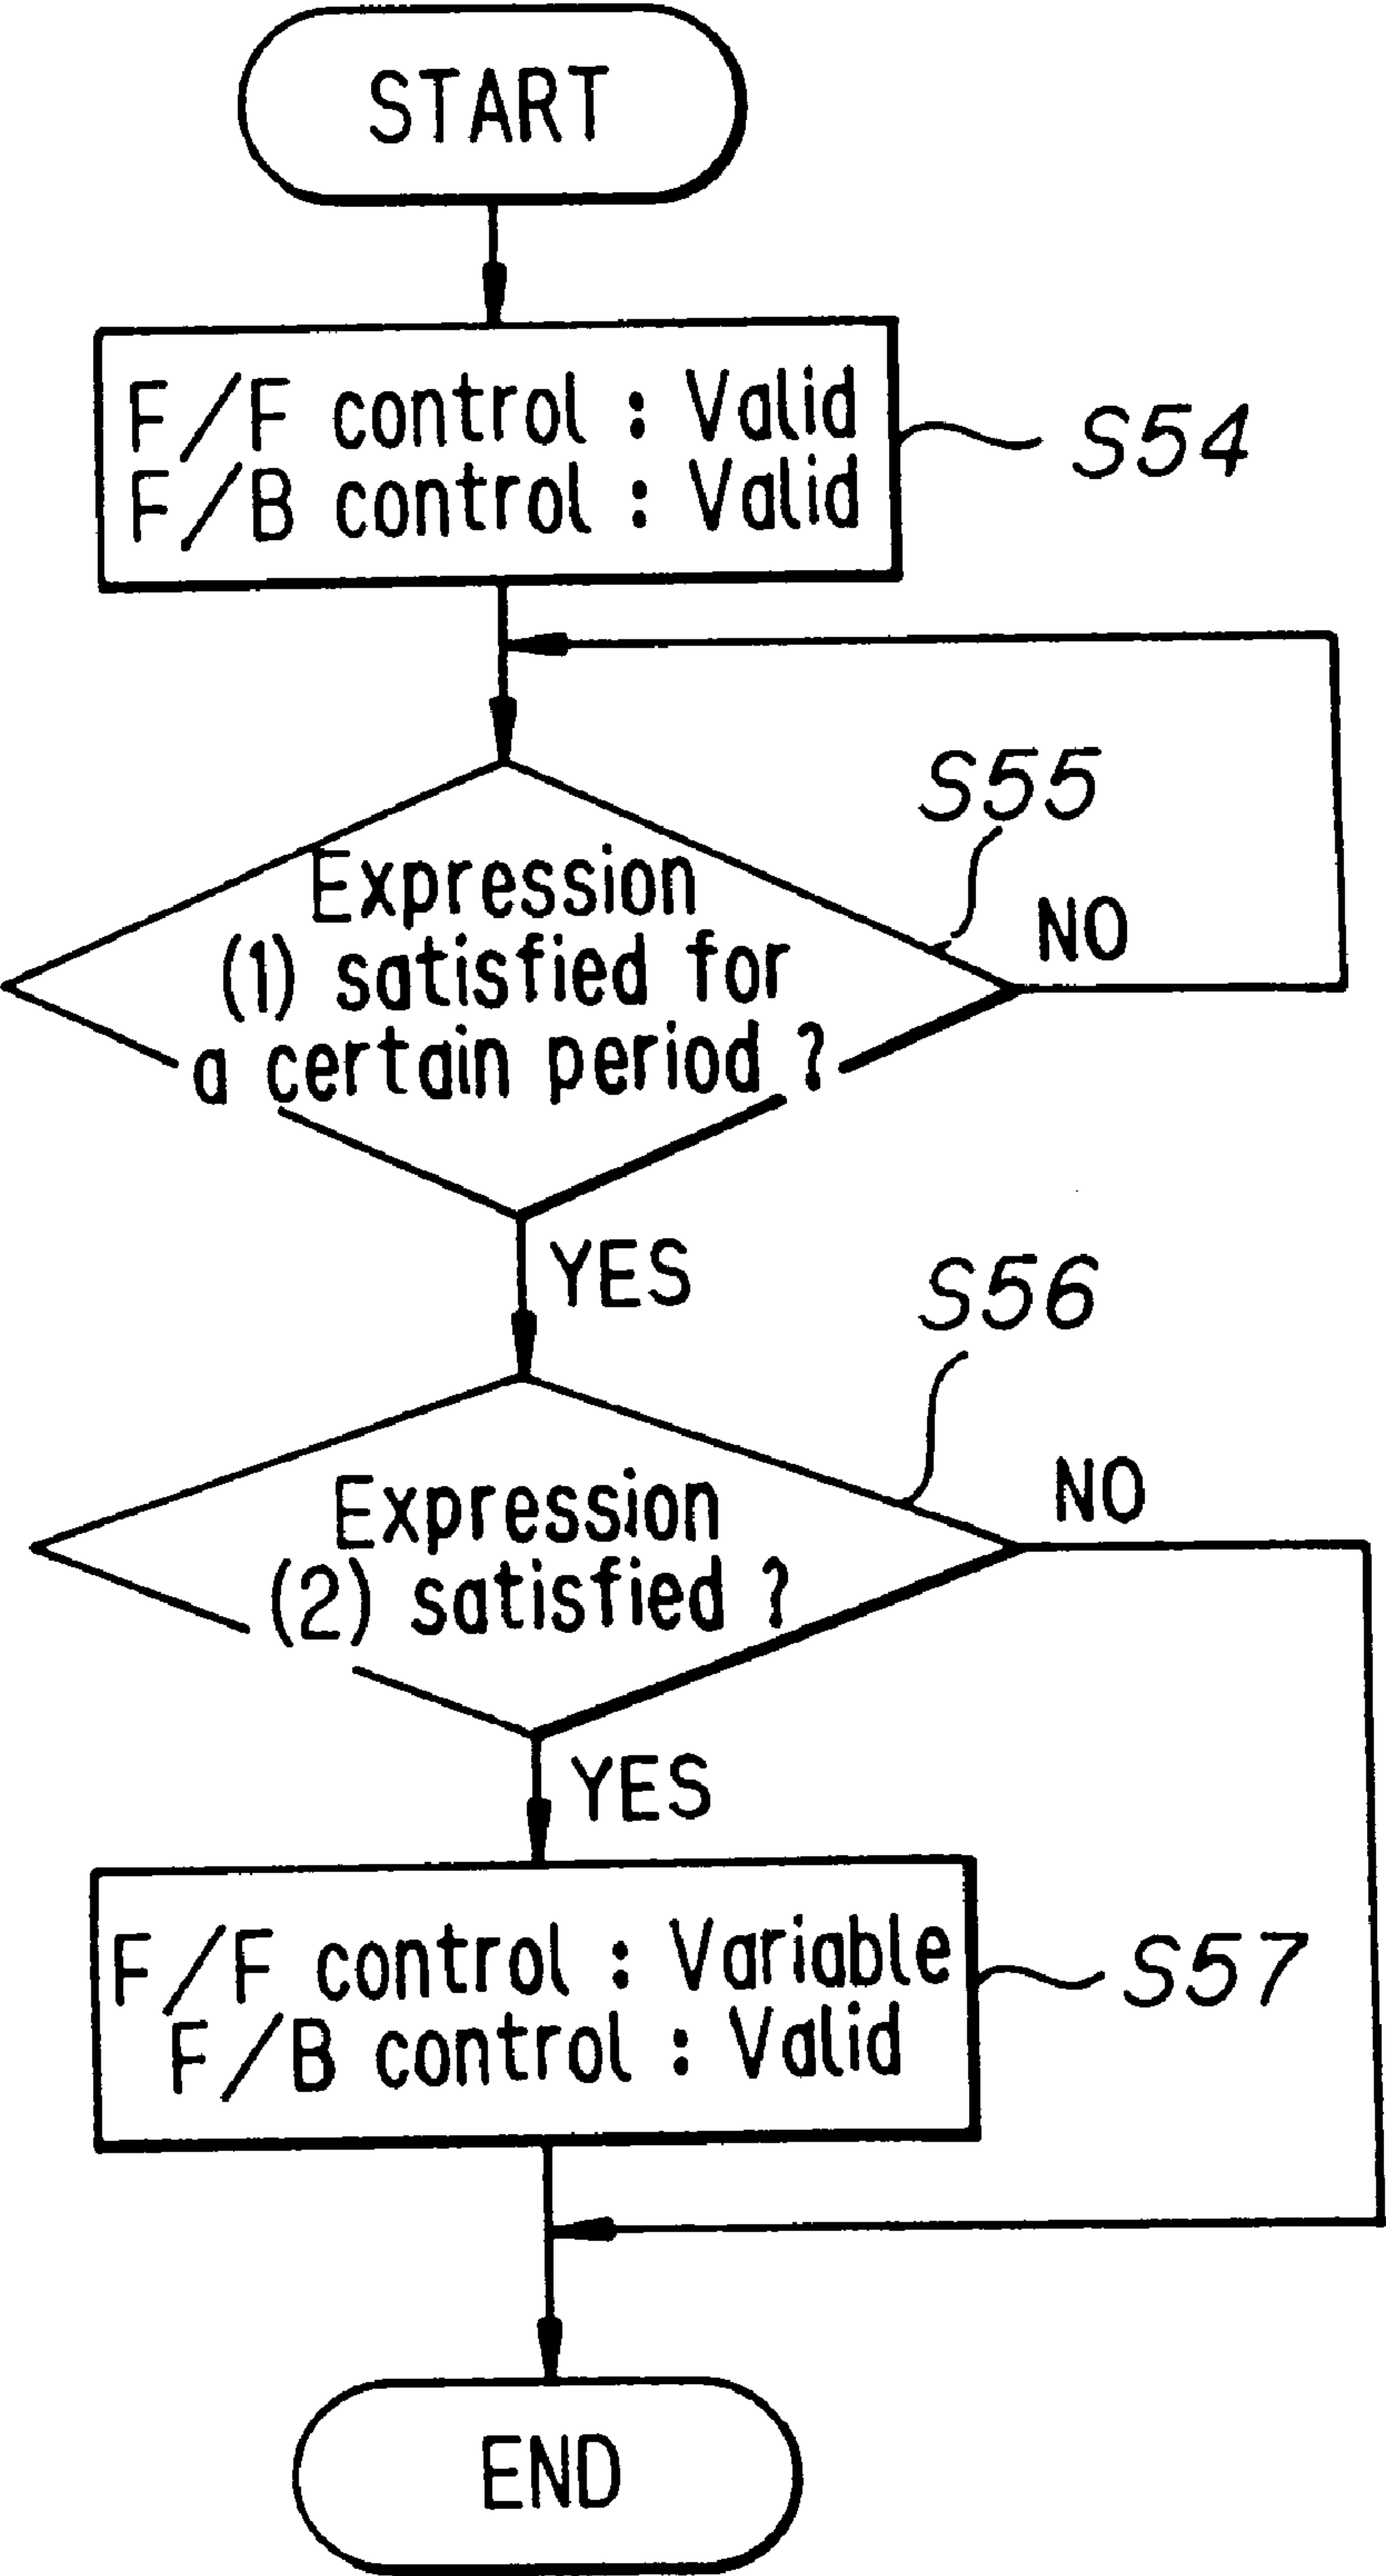 START
F/F control : Valid
F/B control : Valid
S54
S55
Expression
(1) satisfied for
a certain period ?
NO
YES
S56
Expression
(2) satisfied ?
NO
YES
F/F control : Variable
F/B control : Valid
S57
END